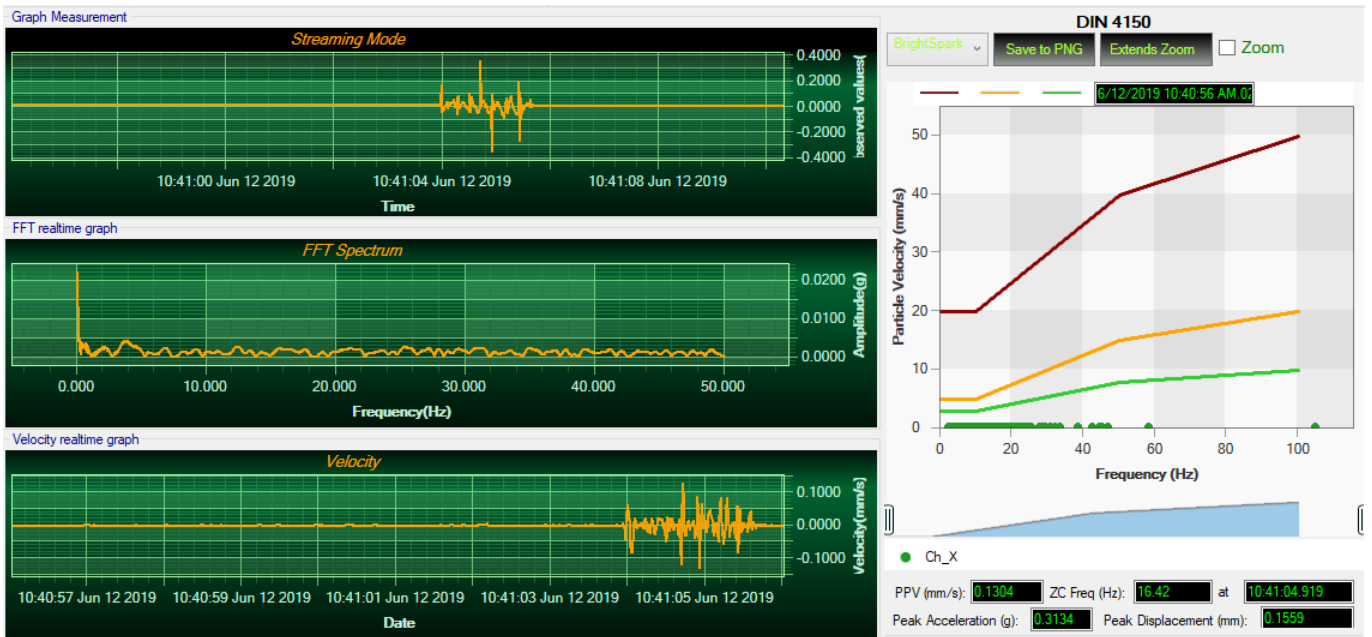 Graph Measurement
Streaming Mode
0.4000
0.2000
0.0000
-0.2000
-0.4000
10:41:00 Jun 12 2019 10:41:04 Jun 12 2019 10:41:08 Jun 12 2019
Time
FFT realtime graph
FFT Spectrum
0.0200
0.0100
0.0000
Amplitude(g)
0.000 10.000 20.000 30.000 40.000 50.000
Frequency(Hz)
Velocity realtime graph
Velocity
0.1000
0.0000
-0.1000
Velocity(mm/s)
10:40:57 Jun 12 2019 10:40:59 Jun 12 2019 10:41:01 Jun 12 2019 10:41:03 Jun 12 2019 10:41:05 Jun 12 2019
Date
DIN 4150
BrightSpark Save to PNG Extends Zoom Zoom
6/12/2019 10:40:56 AM.02
50
40
30
20
10
0
Particle Velocity (mm/s)
0 20 40 60 80 100
Frequency (Hz)
Ch_X
PPV (mm/s): 0.1304 ZC Freq (Hz): 16.42 at 10:41:04.919
Peak Acceleration (g): 0.3134 Peak Displacement (mm): 0.1559